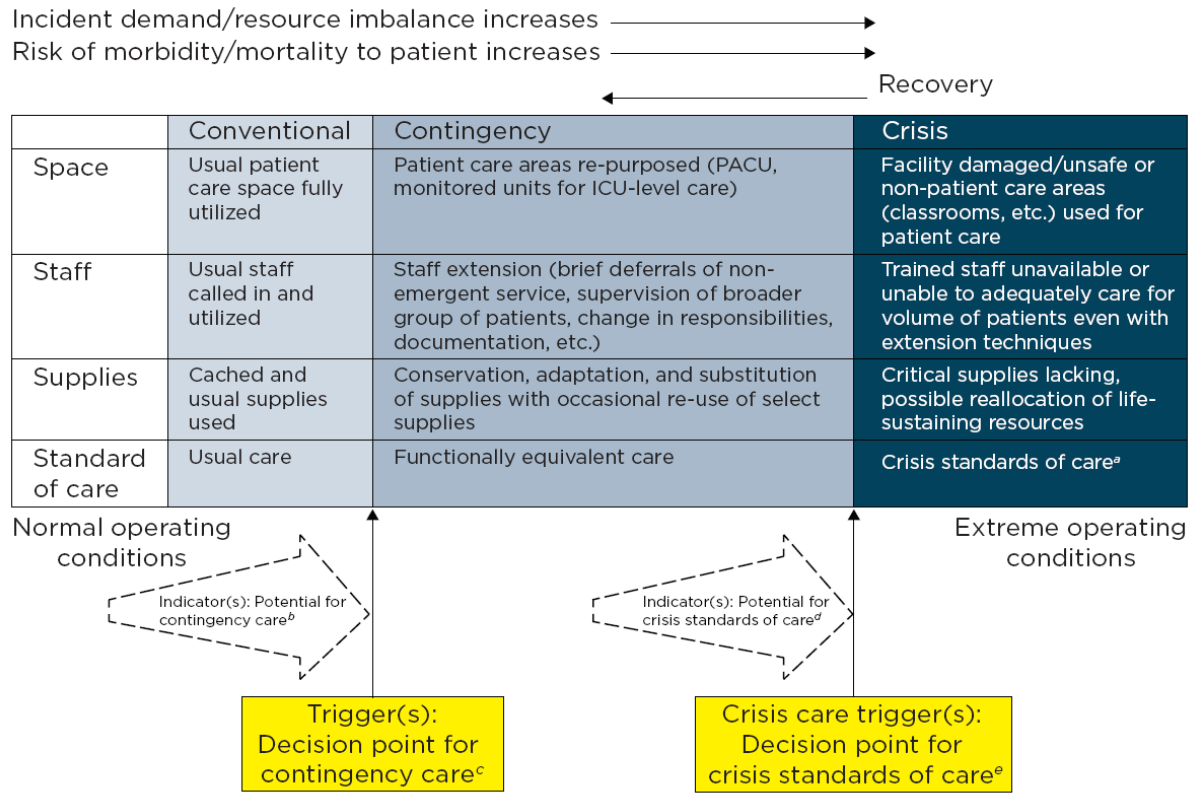 Incident demand/resource imbalance increases
Risk of morbidity/mortality to patient increases
Recovery
Conventional
Contingency
Crisis
Space
Usual patient
care space fully
utilized
Patient care areas re-purposed (PACU,
monitored units for ICU-level care)
Facility damaged/unsafe or
non-patient care areas
(classrooms, etc.) used for
patient care
Staff
Usual staff
called in and
utilized
Staff extension (brief deferrals of non-
emergent service, supervision of broader
group of patients, change in responsibilities,
documentation, etc.)
Trained staff unavailable or
unable to adequately care for
volume of patients even with
extension techniques
Supplies
Cached and
usual supplies
used
Conservation, adaptation, and substitution
of supplies with occasional re-use of select
supplies
Critical supplies lacking,
possible reallocation of life-
sustaining resources
Standard
of care
Usual care
Functionally equivalent care
Crisis standards of careᵃ
Normal operating
conditions
Extreme operating
conditions
Indicator(s): Potential for
contingency careᵇ
Indicator(s): Potential for
crisis standards of careᵈ
Trigger(s):
Decision point for
contingency careᶜ
Crisis care trigger(s):
Decision point for
crisis standards of careᵉ